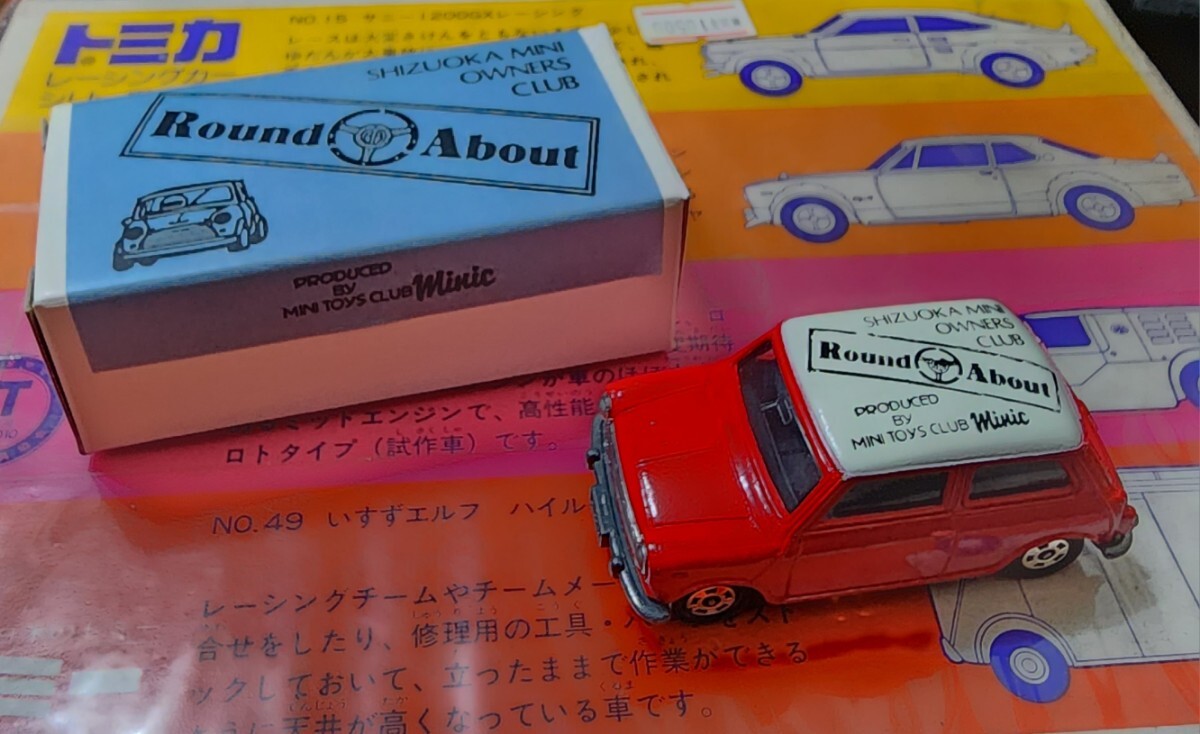 トミカ
レーシングカー
NO.15 サニー1200GXレーシング
SHIZUOKA MINI
OWNERS
CLUB
Round About
PRODUCED
BY
MINI TOYS CLUB Minic
SHIZUOKA MINI
OWNERS
CLUB
Round About
PRODUCED
BY
MINI TOYS CLUB Minic
ミットエンジンで、高性能
ロトタイプ（試作車）です。
NO.49 いすずエルフ ハイル
レーシングチームやチームメー
合せをしたり、修理用の工具・
ックしておいて、立ったままで作業ができる
ように天井が高くなっている車です。